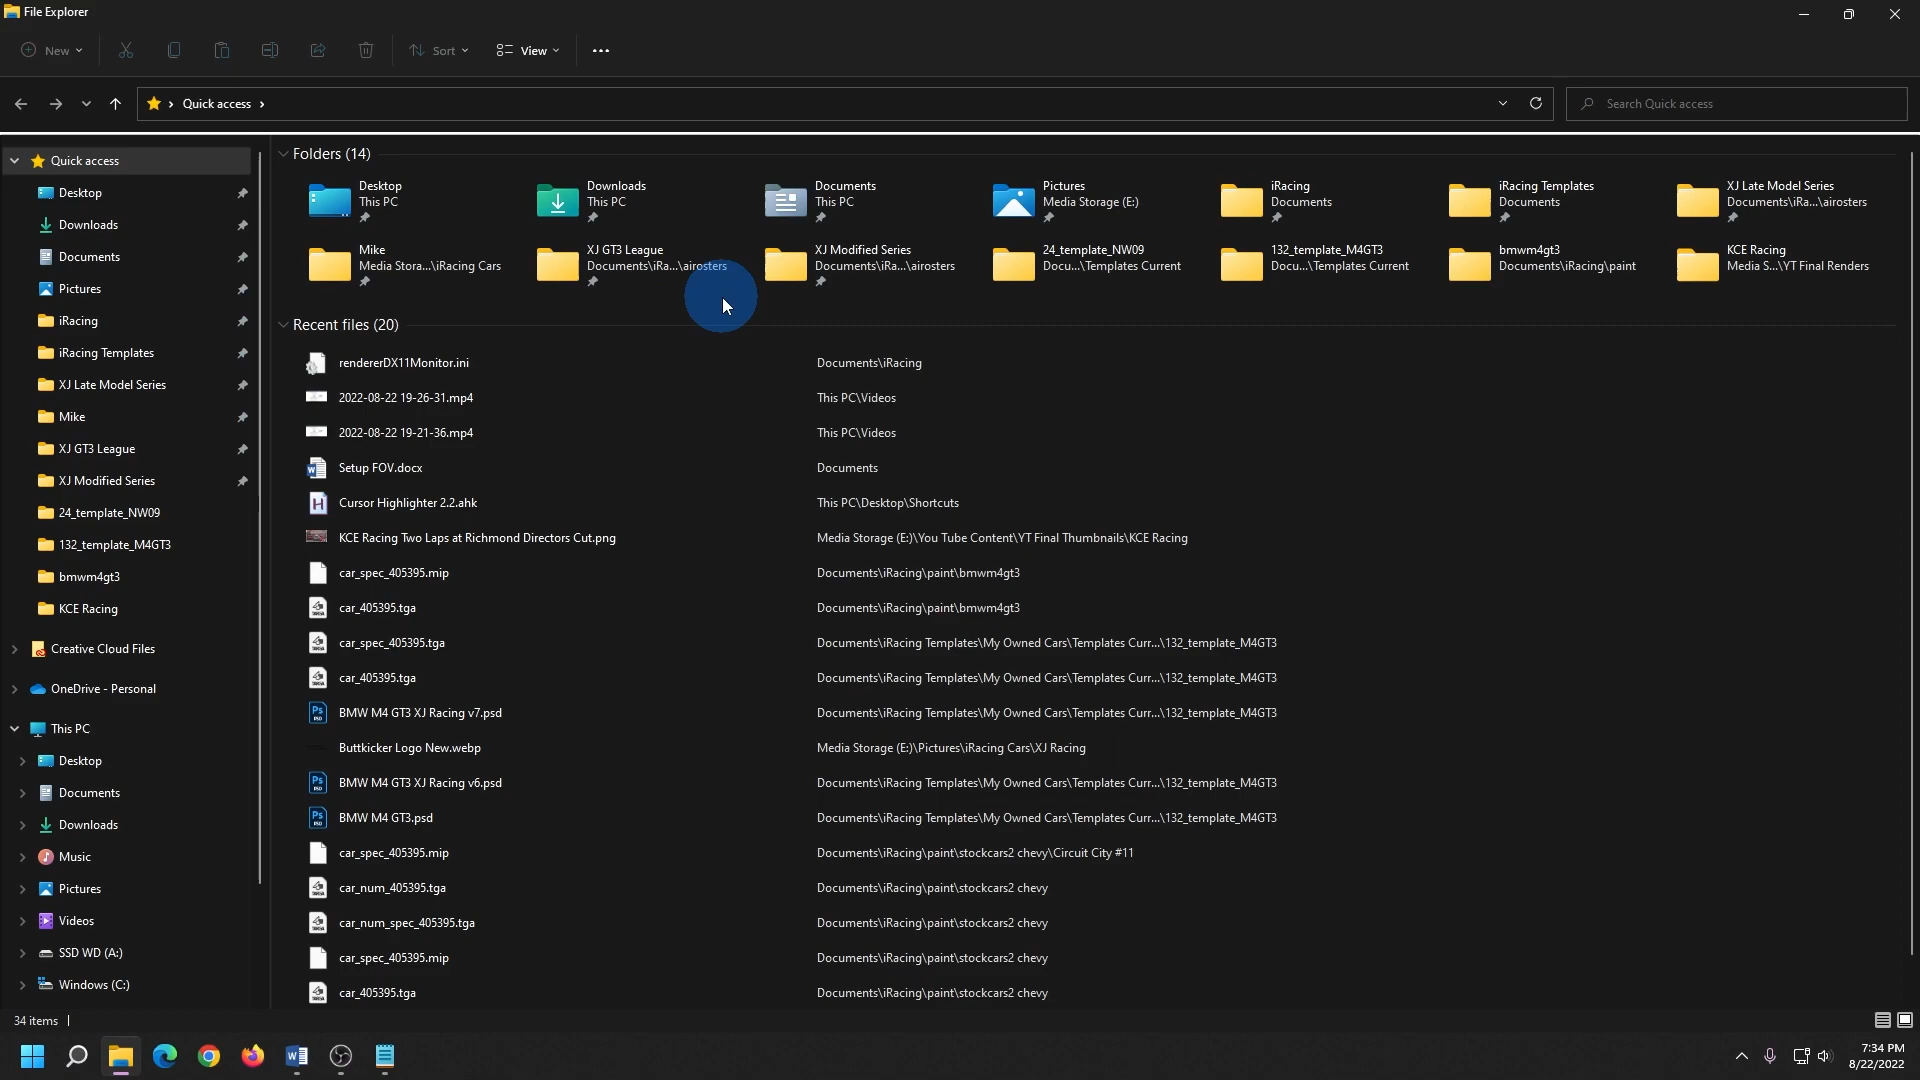 File Explorer
New
Sort
View
Quick access
Search Quick access
Quick access
Desktop
Downloads
Documents
Pictures
iRacing
iRacing Templates
XJ Late Model Series
Mike
XJ GT3 League
XJ Modified Series
24_template_NW09
132_template_M4GT3
bmwm4gt3
KCE Racing
Creative Cloud Files
OneDrive - Personal
This PC
Desktop
Documents
Downloads
Music
Pictures
Videos
SSD WD (A:)
Windows (C:)
Folders (14)
Desktop
This PC
Downloads
This PC
Documents
This PC
Pictures
Media Storage (E:)
iRacing
Documents
iRacing Templates
Documents
XJ Late Model Series
Documents\iRa...\airosters
Mike
Media Stora...\iRacing Cars
XJ GT3 League
Documents\iRa...\airosters
XJ Modified Series
Documents\iRa...\airosters
24_template_NW09
Docu...\Templates Current
132_template_M4GT3
Docu...\Templates Current
bmwm4gt3
Documents\iRacing\paint
KCE Racing
Media S...\YT Final Renders
Recent files (20)
rendererDX11Monitor.ini Documents\iRacing
2022-08-22 19-26-31.mp4 This PC\Videos
2022-08-22 19-21-36.mp4 This PC\Videos
Setup FOV.docx Documents
Cursor Highlighter 2.2.ahk This PC\Desktop\Shortcuts
KCE Racing Two Laps at Richmond Directors Cut.png Media Storage (E:)\You Tube Content\YT Final Thumbnails\KCE Racing
car_spec_405395.mip Documents\iRacing\paint\bmwm4gt3
car_405395.tga Documents\iRacing\paint\bmwm4gt3
car_spec_405395.tga Documents\iRacing Templates\My Owned Cars\Templates Curr...\132_template_M4GT3
car_405395.tga Documents\iRacing Templates\My Owned Cars\Templates Curr...\132_template_M4GT3
BMW M4 GT3 XJ Racing v7.psd Documents\iRacing Templates\My Owned Cars\Templates Curr...\132_template_M4GT3
Buttkicker Logo New.webp Media Storage (E:)\Pictures\iRacing Cars\XJ Racing
BMW M4 GT3 XJ Racing v6.psd Documents\iRacing Templates\My Owned Cars\Templates Curr...\132_template_M4GT3
BMW M4 GT3.psd Documents\iRacing Templates\My Owned Cars\Templates Curr...\132_template_M4GT3
car_spec_405395.mip Documents\iRacing\paint\stockcars2 chevy\Circuit City #11
car_num_405395.tga Documents\iRacing\paint\stockcars2 chevy
car_num_spec_405395.tga Documents\iRacing\paint\stockcars2 chevy
car_spec_405395.mip Documents\iRacing\paint\stockcars2 chevy
car_405395.tga Documents\iRacing\paint\stockcars2 chevy
34 items
7:34 PM
8/22/2022